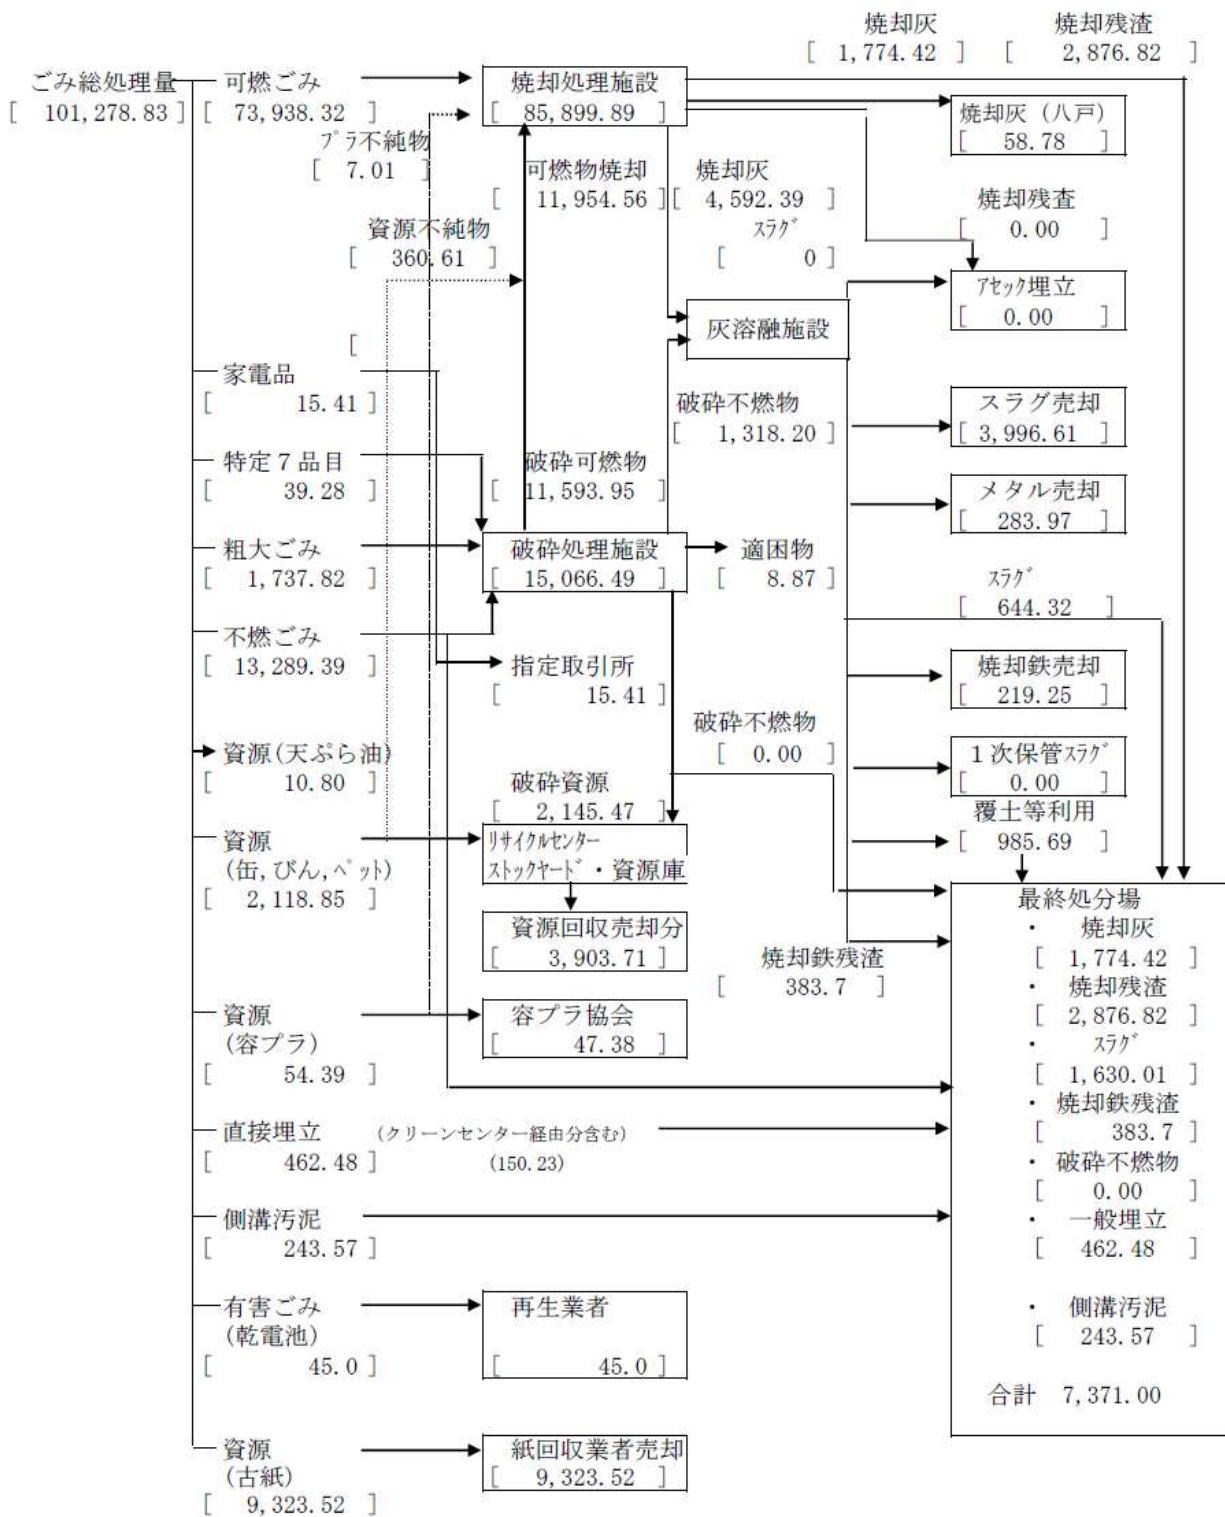 焼却灰 焼却残渣
[ 1,774.42 ] [ 2,876.82 ]
ごみ総処理量 可燃ごみ 焼却処理施設
[ 101,278.83 ] [ 73,938.32 ] [ 85,899.89 ] 焼却灰（八戸）
プラ不純物 [ 58.78 ]
[ 7.01 ] 可燃物焼却 焼却灰
[ 11,954.56 ] [ 4,592.39 ] 焼却残査
資源不純物 スラグ [ 0.00 ]
[ 360.61 ] [ 0 ]
アセック埋立
灰溶融施設 [ 0.00 ]
[
家電品
[ 15.41 ] 破砕不燃物 スラグ売却
[ 1,318.20 ] [ 3,996.61 ]
特定７品目 破砕可燃物
[ 39.28 ] [ 11,593.95 ] メタル売却
[ 283.97 ]
粗大ごみ 破砕処理施設 適困物
[ 1,737.82 ] [ 15,066.49 ] [ 8.87 ] スラグ
[ 644.32 ]
不燃ごみ
[ 13,289.39 ] 指定取引所 焼却鉄売却
[ 15.41 ] [ 219.25 ]
破砕不燃物
資源(天ぷら油) [ 0.00 ] １次保管スラグ
[ 10.80 ] 破砕資源 [ 0.00 ]
[ 2,145.47 ] 覆土等利用
資源 リサイクルセンター [ 985.69 ]
(缶,びん,ペット) ストックヤード・資源庫
[ 2,118.85 ] 最終処分場
資源回収売却分 ・ 焼却灰
[ 3,903.71 ] 焼却鉄残渣 [ 1,774.42 ]
[ 383.7 ] ・ 焼却残渣
資源 容プラ協会 [ 2,876.82 ]
(容プラ) [ 47.38 ] ・ スラグ
[ 54.39 ] [ 1,630.01 ]
・ 焼却鉄残渣
直接埋立 (クリーンセンター経由分含む) [ 383.7 ]
[ 462.48 ] (150.23) ・ 破砕不燃物
[ 0.00 ]
側溝汚泥 ・ 一般埋立
[ 243.57 ] [ 462.48 ]
有害ごみ 再生業者 ・ 側溝汚泥
(乾電池) [ 243.57 ]
[ 45.0 ] [ 45.0 ]
合計 7,371.00
資源 紙回収業者売却
(古紙) [ 9,323.52 ]
[ 9,323.52 ]